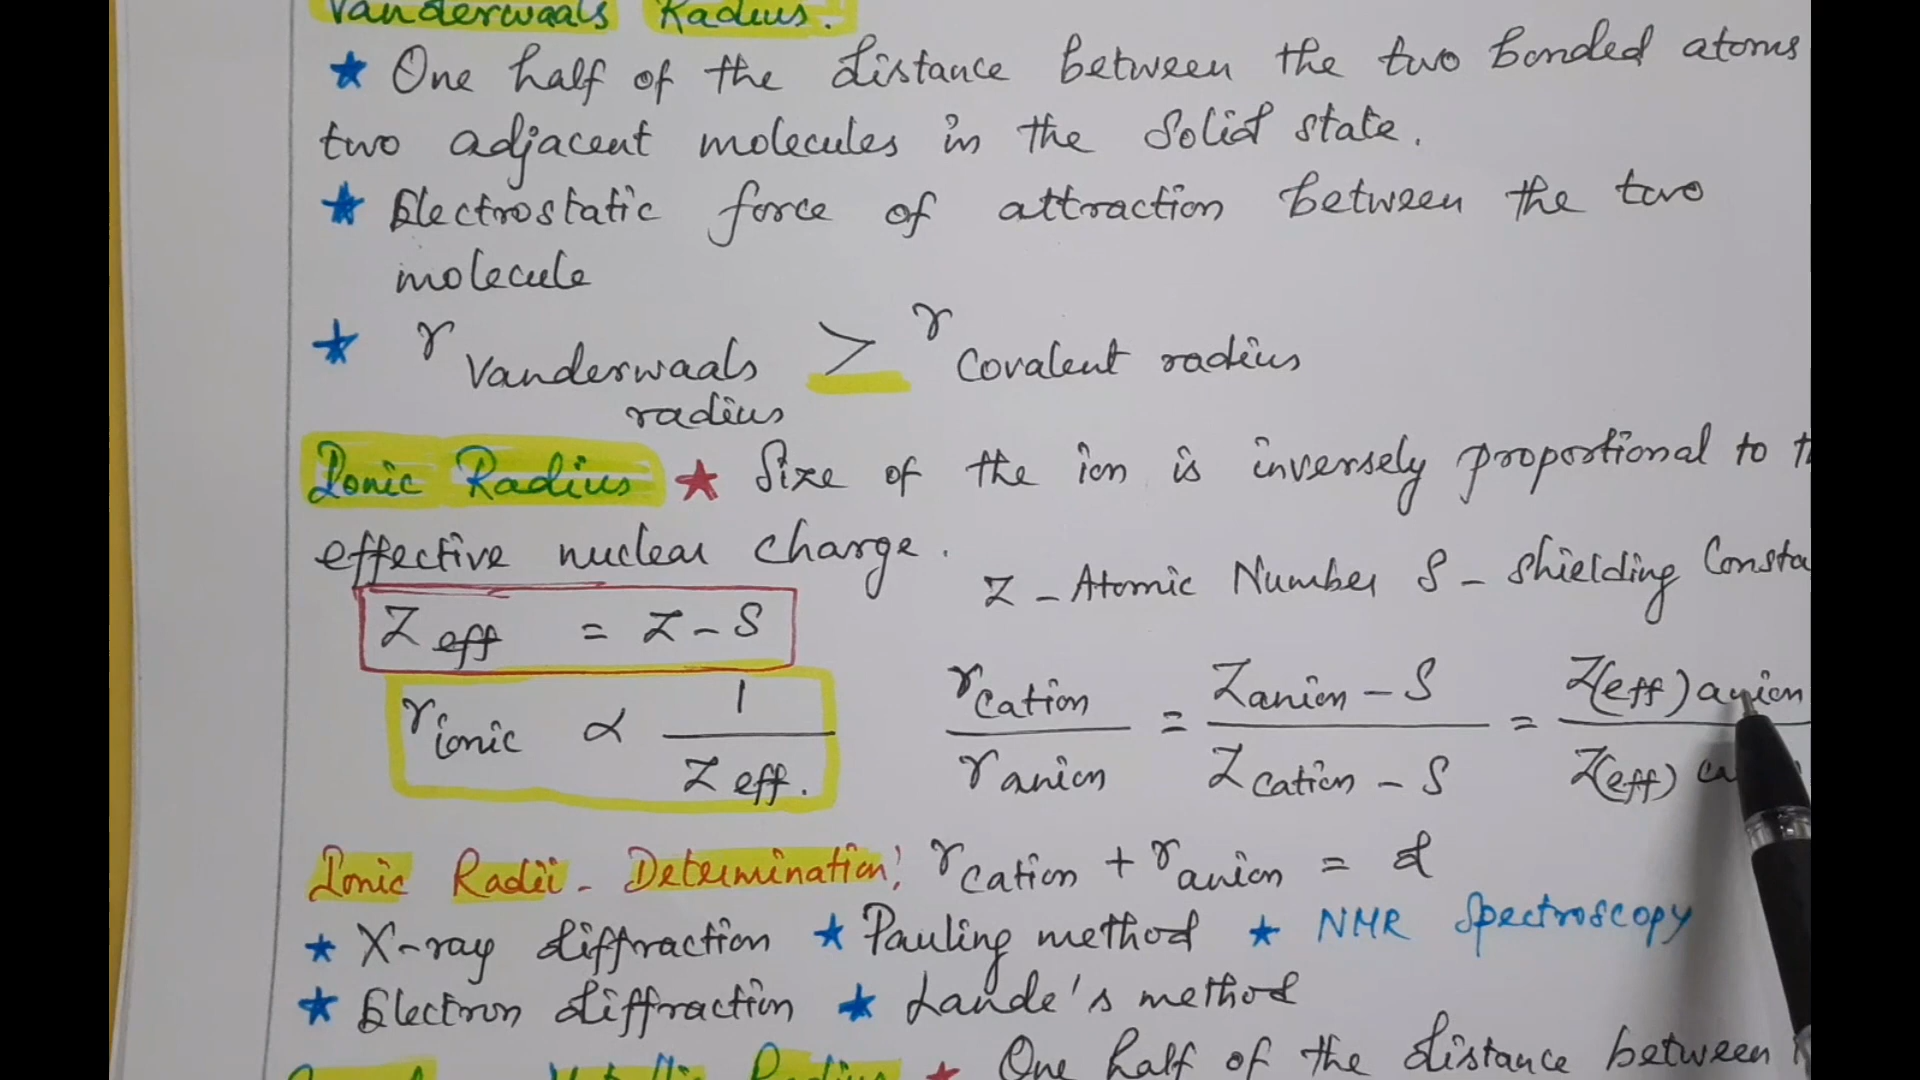 Vanderwaals Radius.
★ One half of the distance between the two bonded atoms
two adjacent molecules in the solid state.
★ Electrostatic force of attraction between the two
molecule
★ r Vanderwaals radius > r Covalent radius
Ionic Radius ★ Size of the ion is inversely proportional to
effective nuclear charge.
Z - Atomic Number S - Shielding Consta
Z eff = Z - S
r ionic ∝ 1 / Z eff.
r cation / r anion = Z anion - S / Z cation - S = Z(eff) anion / Z(eff)
Ionic Radii - Determination: r cation + r anion = d
★ X-ray diffraction ★ Pauling method ★ NMR Spectroscopy
★ Electron diffraction ★ Lande's method
Radius ★ One half of the distance between